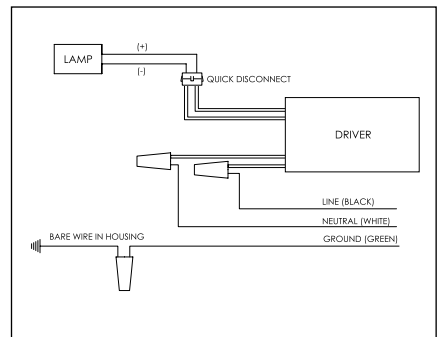 LAMP
(+)
(-)
QUICK DISCONNECT
DRIVER
LINE (BLACK)
NEUTRAL (WHITE)
BARE WIRE IN HOUSING
GROUND (GREEN)